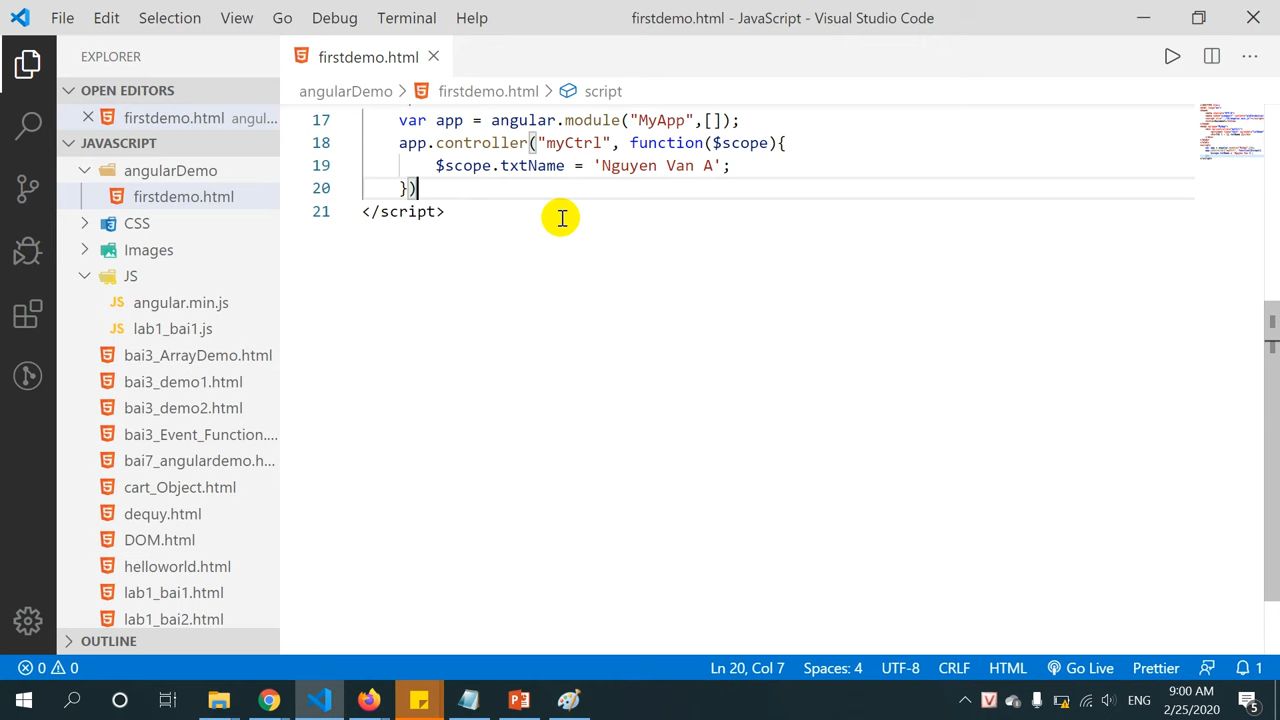 File Edit Selection View Go Debug Terminal Help firstdemo.html - JavaScript - Visual Studio Code
EXPLORER
OPEN EDITORS
firstdemo.html angul...
JAVASCRIPT
angularDemo
firstdemo.html
CSS
Images
JS
JS angular.min.js
JS lab1_bai1.js
bai3_ArrayDemo.html
bai3_demo1.html
bai3_demo2.html
bai3_Event_Function....
bai7_angulardemo.h...
cart_Object.html
dequy.html
DOM.html
helloworld.html
lab1_bai1.html
lab1_bai2.html
OUTLINE
firstdemo.html
angularDemo > firstdemo.html > script
17 var app = angular.module("MyApp",[]);
18 app.controller("myCtrl", function($scope){
19 $scope.txtName = 'Nguyen Van A';
20 })
21 </script>
0 0 Ln 20, Col 7 Spaces: 4 UTF-8 CRLF HTML Go Live Prettier 1
ENG 9:00 AM
2/25/2020 5